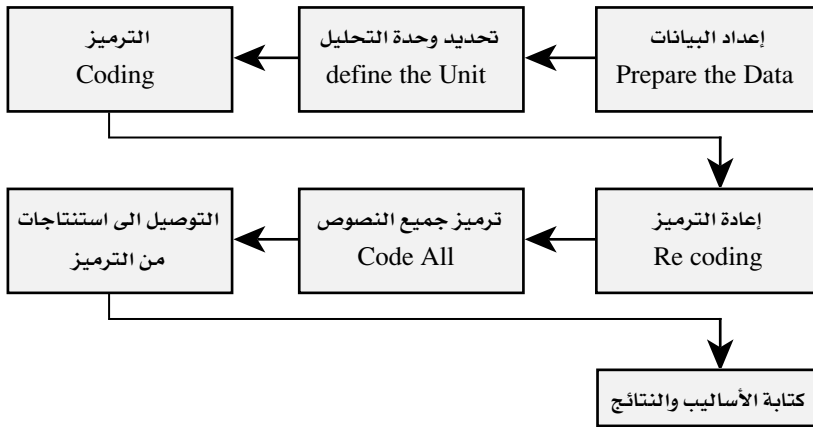 إعداد البيانات
Prepare the Data
تحديد وحدة التحليل
define the Unit
الترميز
Coding
إعادة الترميز
Re coding
ترميز جميع النصوص
Code All
التوصيل الى استنتاجات
من الترميز
كتابة الأساليب والنتائج